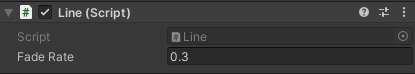 Line (Script)
Script Line
Fade Rate 0.3